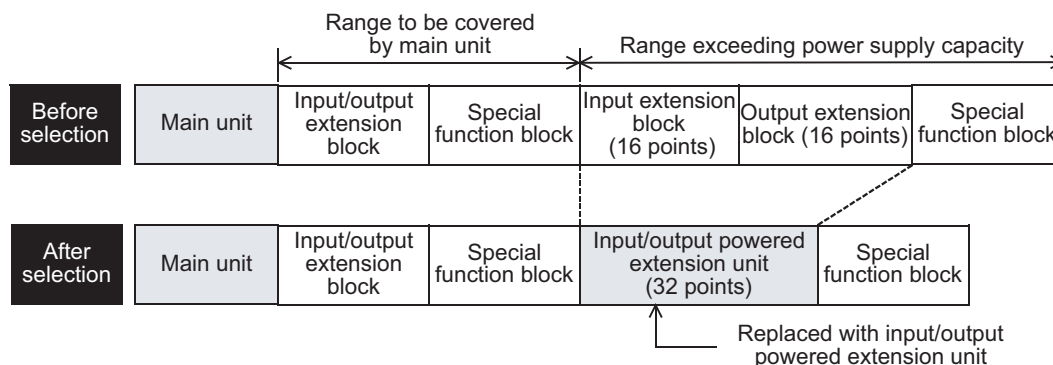 Range to be covered
by main unit
Range exceeding power supply capacity
Before
selection
Main unit
Input/output
extension
block
Special
function block
Input extension
block
(16 points)
Output extension
block (16 points)
Special
function block
After
selection
Main unit
Input/output
extension
block
Special
function block
Input/output powered
extension unit
(32 points)
Special
function block
Replaced with input/output
powered extension unit